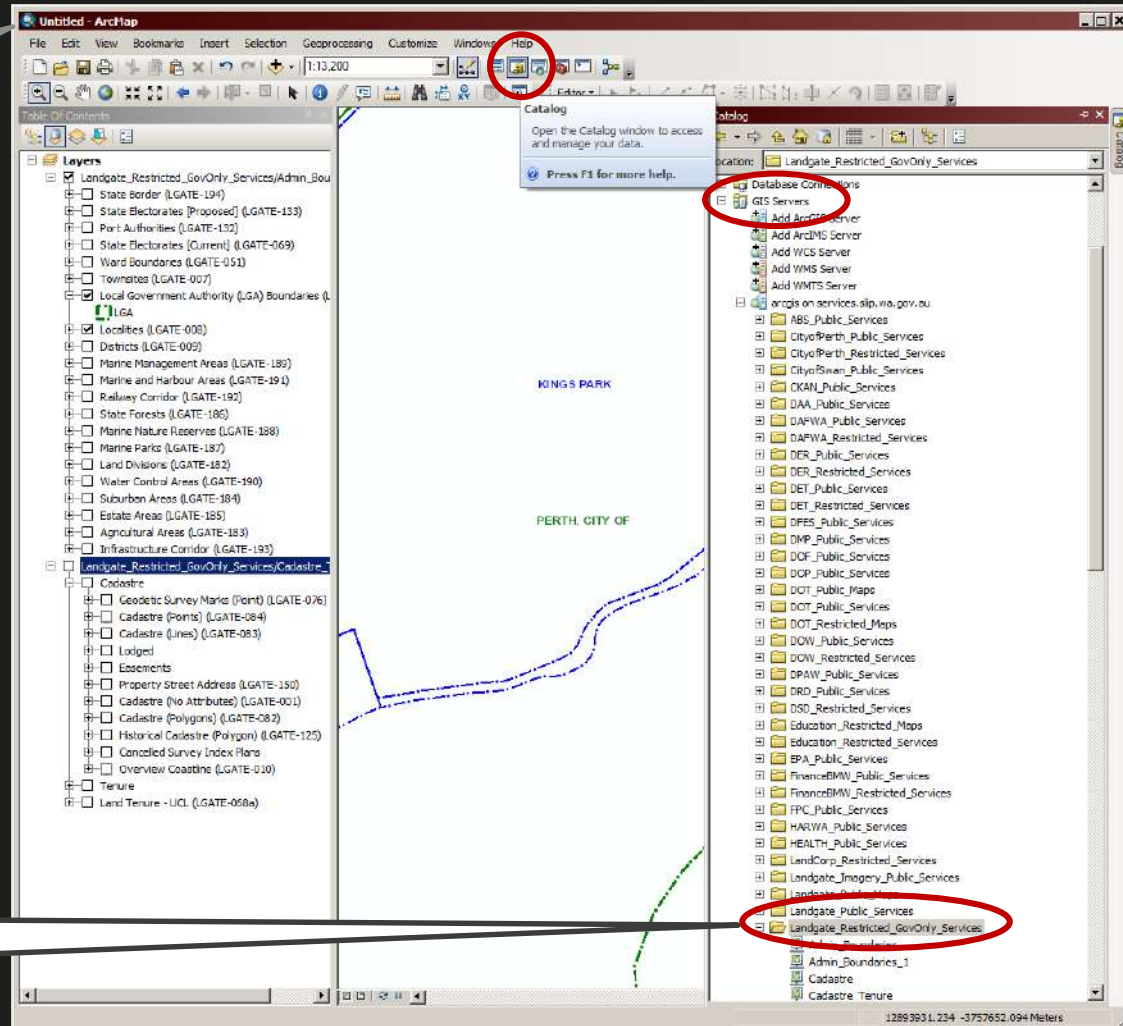 Untitled - ArcMap
File Edit View Bookmarks Insert Selection Geoprocessing Customize Windows Help
1:13,200
Editor
Table Of Contents
Layers
Landgate_Restricted_GovOnly_Services/Admin_Bou
State Border (LGATE-194)
State Electorates [Proposed] (LGATE-133)
Port Authorities (LGATE-132)
State Electorates [Current] (LGATE-069)
Ward Boundaries (LGATE-051)
Townsites (LGATE-007)
Local Government Authority (LGA) Boundaries (L
LGA
Localities (LGATE-008)
Districts (LGATE-009)
Marine Management Areas (LGATE-189)
Marine and Harbour Areas (LGATE-191)
Railway Corridor (LGATE-192)
State Forests (LGATE-186)
Marine Nature Reserves (LGATE-188)
Marine Parks (LGATE-187)
Land Divisions (LGATE-182)
Water Control Areas (LGATE-190)
Suburban Areas (LGATE-184)
Estate Areas (LGATE-185)
Agricultural Areas (LGATE-183)
Infrastructure Corridor (LGATE-193)
Landgate_Restricted_GovOnly_Services/Cadastre_T
Cadastre
Geodetic Survey Marks (Point) (LGATE-076)
Cadastre (Points) (LGATE-084)
Cadastre (Lines) (LGATE-083)
Lodged
Easements
Property Street Address (LGATE-150)
Cadastre (No Attributes) (LGATE-001)
Cadastre (Polygons) (LGATE-082)
Historical Cadastre (Polygon) (LGATE-125)
Cancelled Survey Index Plans
Overview Coastline (LGATE-010)
Tenure
Land Tenure - UCL (LGATE-068a)
KINGS PARK
PERTH, CITY OF
Catalog
Open the Catalog window to access
and manage your data.
Press F1 for more help.
Catalog
Catalog
ocation: Landgate_Restricted_GovOnly_Services
Database Connections
GIS Servers
Add ArcGIS Server
Add ArcIMS Server
Add WCS Server
Add WMS Server
Add WMTS Server
arcgis on services.slip.wa.gov.au
ABS_Public_Services
CityofPerth_Public_Services
CityofPerth_Restricted_Services
CityofSwan_Public_Services
CKAN_Public_Services
DAA_Public_Services
DAFWA_Public_Services
DAFWA_Restricted_Services
DER_Public_Services
DER_Restricted_Services
DET_Public_Services
DET_Restricted_Services
DFES_Public_Services
DMP_Public_Services
DOF_Public_Services
DOP_Public_Services
DOT_Public_Maps
DOT_Public_Services
DOT_Restricted_Maps
DOW_Public_Services
DOW_Restricted_Services
DPAW_Public_Services
DRD_Public_Services
DSD_Restricted_Services
Education_Restricted_Maps
Education_Restricted_Services
EPA_Public_Services
FinanceBMW_Public_Services
FinanceBMW_Restricted_Services
FPC_Public_Services
HARWA_Public_Services
HEALTH_Public_Services
LandCorp_Restricted_Services
Landgate_Imagery_Public_Services
Landgate_Public_Maps
Landgate_Public_Services
Landgate_Restricted_GovOnly_Services
Admin_Boundaries
Admin_Boundaries_1
Cadastre
Cadastre_Tenure
12893931.234 -3757652.094 Meters